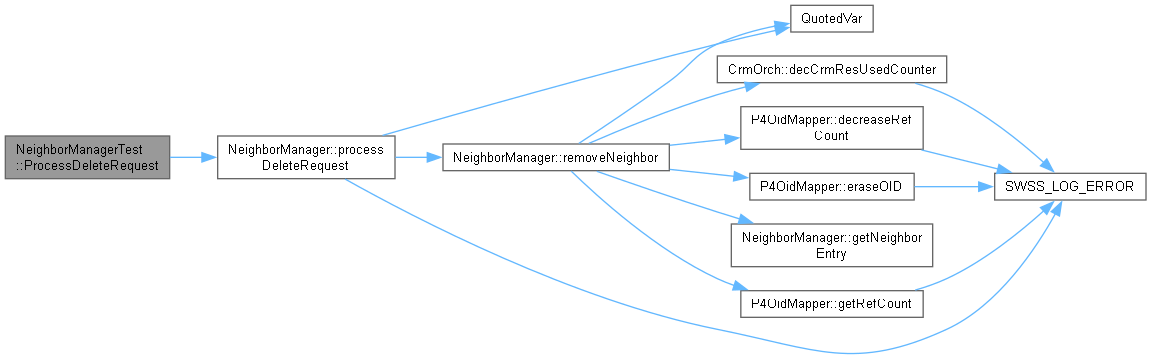 NeighborManagerTest
::ProcessDeleteRequest
NeighborManager::process
DeleteRequest
NeighborManager::removeNeighbor
QuotedVar
CrmOrch::decCrmResUsedCounter
P4OidMapper::decreaseRef
Count
P4OidMapper::eraseOID
NeighborManager::getNeighbor
Entry
P4OidMapper::getRefCount
SWSS_LOG_ERROR